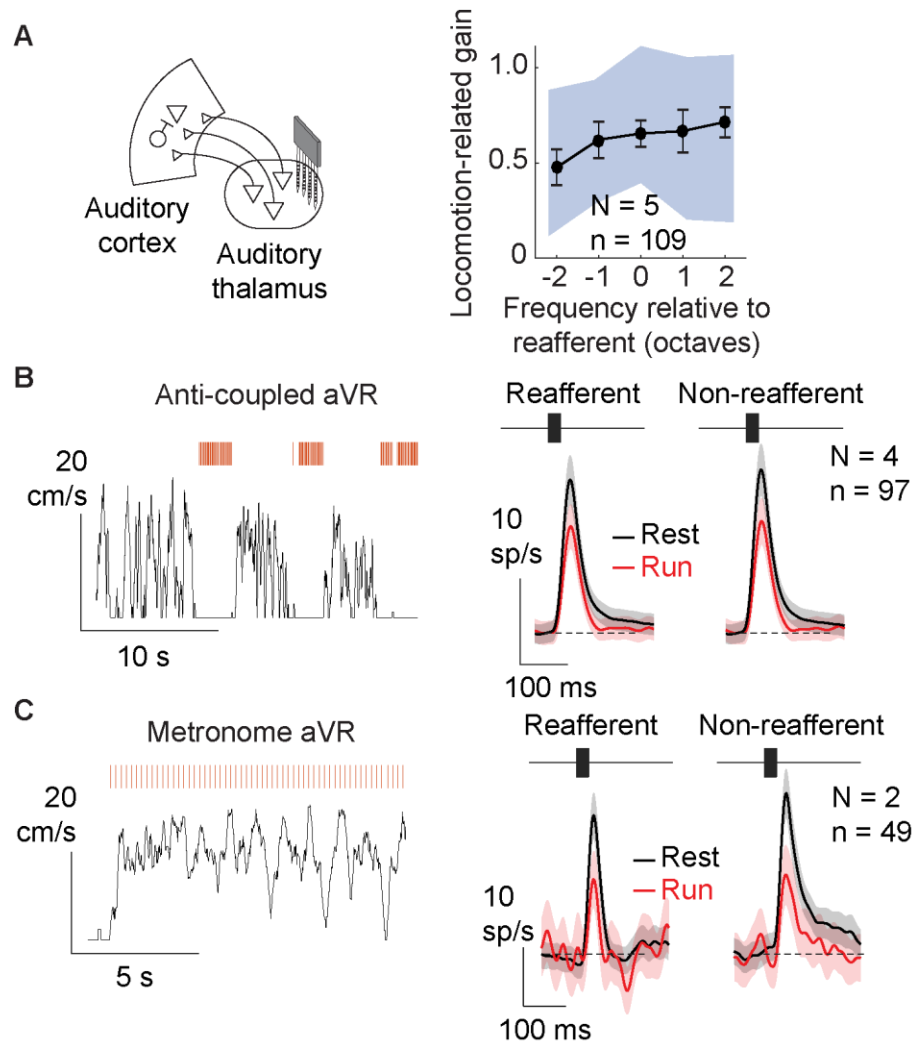 A
Auditory
cortex
Auditory
thalamus
Locomotion-related gain
1.0
0.5
0
N = 5
n = 109
-2 -1 0 1 2
Frequency relative to
reafferent (octaves)
B
Anti-coupled aVR
20
cm/s
10 s
Reafferent
Non-reafferent
N = 4
n = 97
10
sp/s
Rest
Run
100 ms
C
Metronome aVR
20
cm/s
5 s
Reafferent
Non-reafferent
N = 2
n = 49
10
sp/s
Rest
Run
100 ms